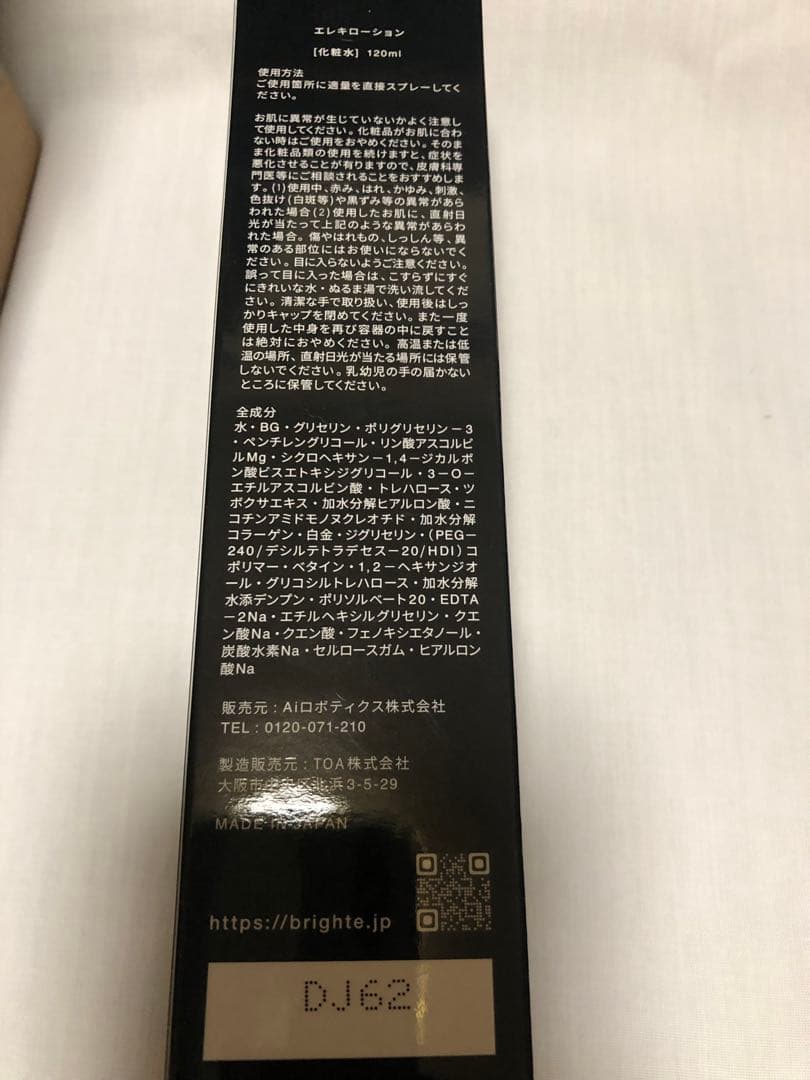 エレキローション
[化粧水] 120ml
使用方法
ご使用箇所に適量を直接スプレーしてく
ださい。
お肌に異常が生じていないかよく注意し
て使用してください。化粧品がお肌に合わ
ない時はご使用をおやめください。そのま
ま化粧品類の使用を続けますと、症状を
悪化させることが有りますので、皮膚科専
門医等にご相談されることをおすすめしま
す。(1)使用中、赤み、はれ、かゆみ、刺激、
色抜け(白斑等)や黒ずみ等の異常があら
われた場合(2)使用したお肌に、直射日
光が当たって上記のような異常があらわ
れた場合。傷やはれもの、しっしん等、異
常のある部位にはお使いにならないでく
ださい。目に入らないようご注意ください。
誤って目に入った場合は、こすらずにすぐ
にきれいな水・ぬるま湯で洗い流してくだ
さい。清潔な手で取り扱い、使用後はしっ
かりキャップを閉めてください。また一度
使用した中身を再び容器の中に戻すこと
は絶対におやめください。高温または低
温の場所、直射日光が当たる場所には保管
しないでください。乳幼児の手の届かない
ところに保管してください。
全成分
水・BG・グリセリン・ポリグリセリン－3
・ペンチレングリコール・リン酸アスコルビ
ルMg・シクロヘキサン－1,4－ジカルボ
ン酸ビスエトキシジグリコール・3－O－
エチルアスコルビン酸・トレハロース・ツ
ボクサエキス・加水分解ヒアルロン酸・ニ
コチンアミドモノヌクレオチド・加水分解
コラーゲン・白金・ジグリセリン・(PEG－
240/デシルテトラデセス－20/HDI)コ
ポリマー・ベタイン・1,2－ヘキサンジオ
ール・グリコシルトレハロース・加水分解
水添デンプン・ポリソルベート20・EDTA
－2Na・エチルヘキシルグリセリン・クエ
ン酸Na・クエン酸・フェノキシエタノール・
炭酸水素Na・セルロースガム・ヒアルロン
酸Na
販売元：Aiロボティクス株式会社
TEL：0120-071-210
製造販売元：TOA株式会社
大阪市中央区北浜3-5-29
MADE IN JAPAN
https://brighte.jp
DJ62